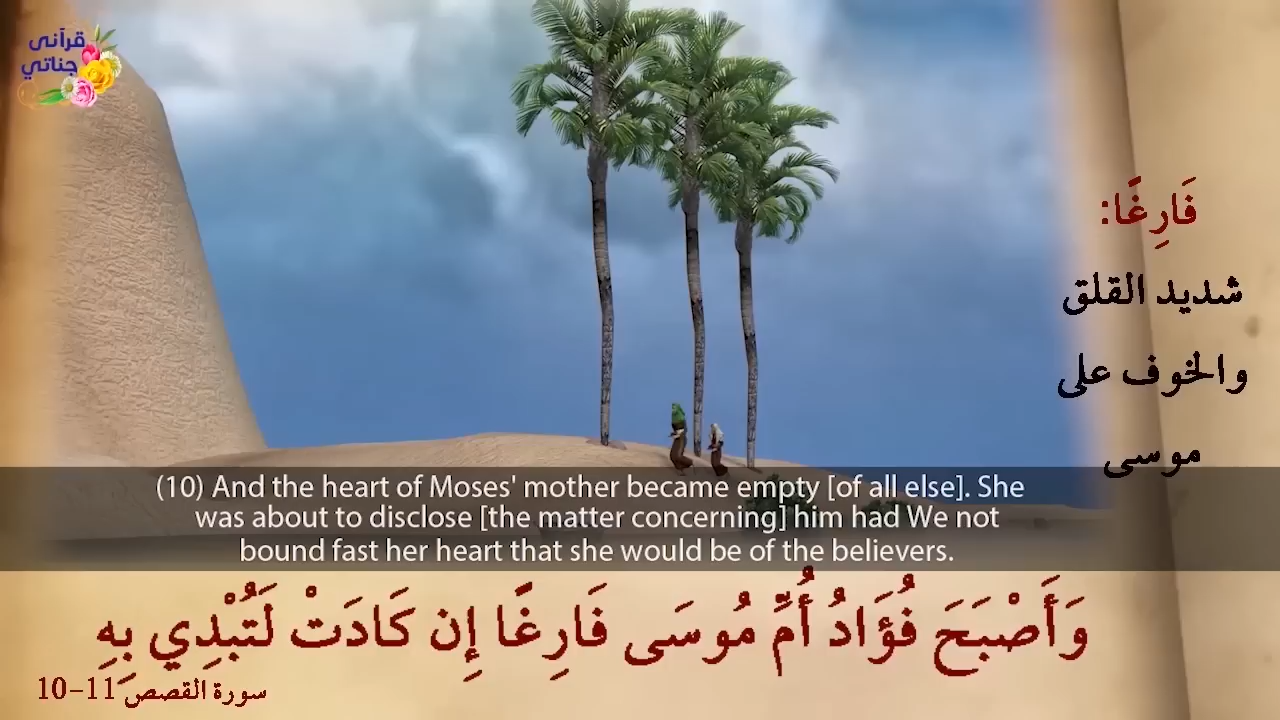 قرآنى
جناتي
فَارِغًا:
شديد القلق
والخوف على
موسى
(10) And the heart of Moses' mother became empty [of all else]. She
was about to disclose [the matter concerning] him had We not
bound fast her heart that she would be of the believers.
وَأَصْبَحَ فُؤَادُ أُمِّ مُوسَى فَارِغًا إِن كَادَتْ لَتُبْدِي بِهِ
سورة القصص 11-10